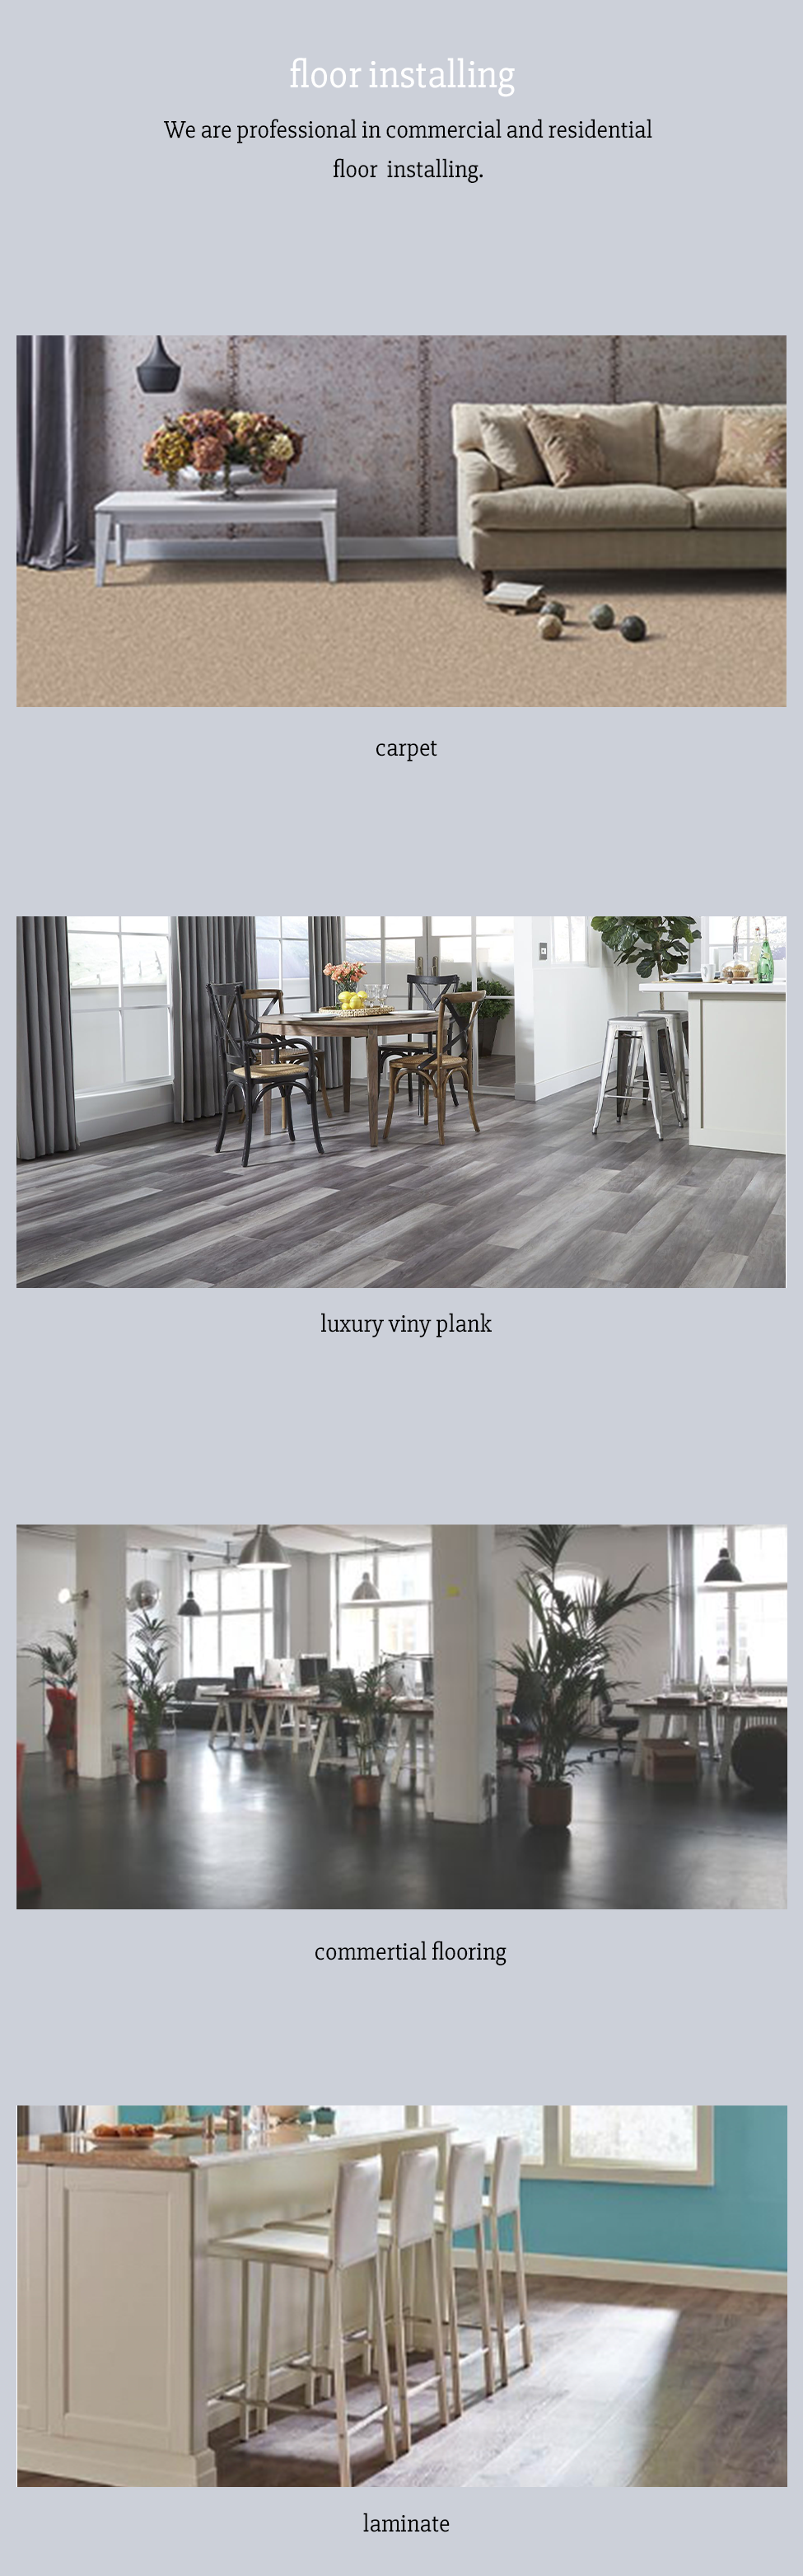 floor installing
We are professional in commercial and residential
floor  installing.
carpet
luxury viny plank
commertial flooring
laminate